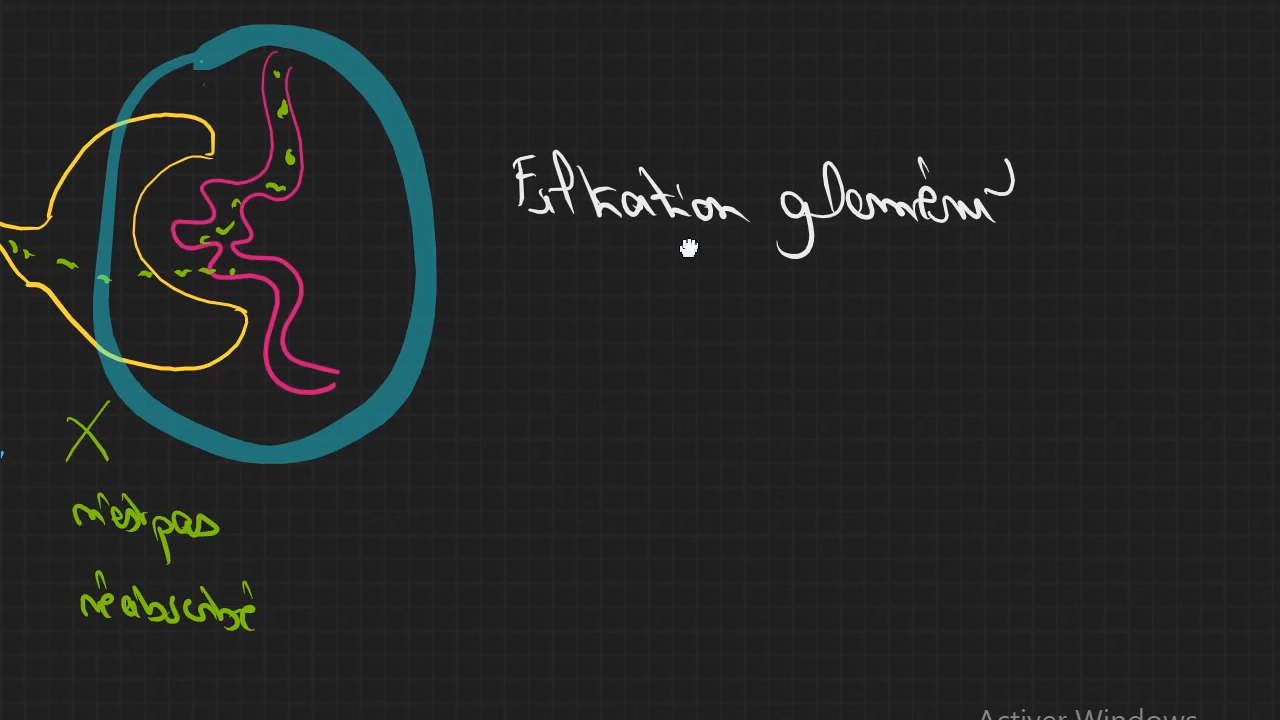 Filtration glomérul
X
n'est pas
réabsorbé
Activer Windows